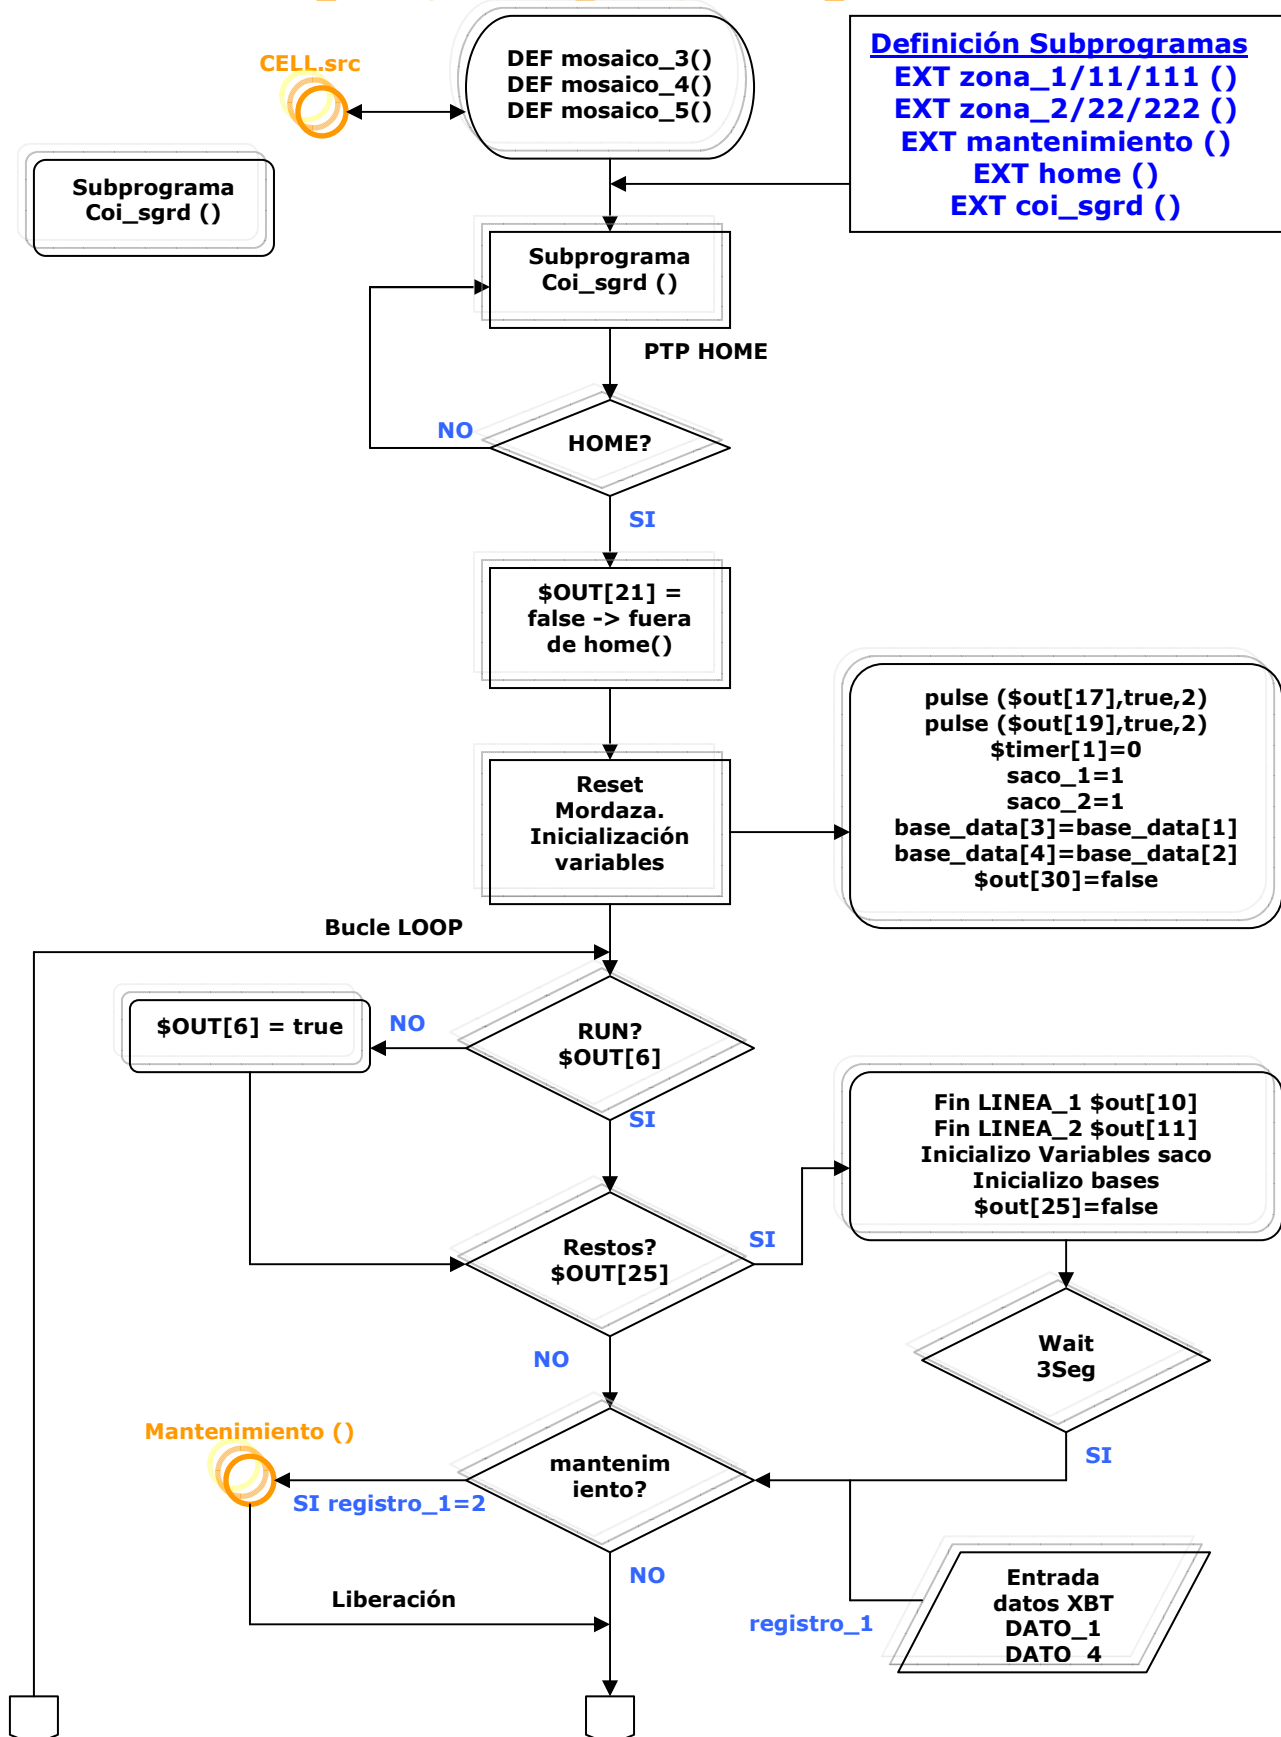 CELL.src
DEF mosaico_3()
DEF mosaico_4()
DEF mosaico_5()
Definición Subprogramas
EXT zona_1/11/111 ()
EXT zona_2/22/222 ()
EXT mantenimiento ()
EXT home ()
EXT coi_sgrd ()
Subprograma
Coi_sgrd ()
Subprograma
Coi_sgrd ()
PTP HOME
NO
HOME?
SI
$OUT[21] =
false -> fuera
de home()
Reset
Mordaza.
Inicialización
variables
pulse ($out[17],true,2)
pulse ($out[19],true,2)
$timer[1]=0
saco_1=1
saco_2=1
base_data[3]=base_data[1]
base_data[4]=base_data[2]
$out[30]=false
Bucle LOOP
$OUT[6] = true
NO
RUN?
$OUT[6]
SI
Fin LINEA_1 $out[10]
Fin LINEA_2 $out[11]
Inicializo Variables saco
Inicializo bases
$out[25]=false
Restos?
$OUT[25]
SI
NO
Wait
3Seg
SI
Mantenimiento ()
mantenim
iento?
SI registro_1=2
NO
Liberación
registro_1
Entrada
datos XBT
DATO_1
DATO_4